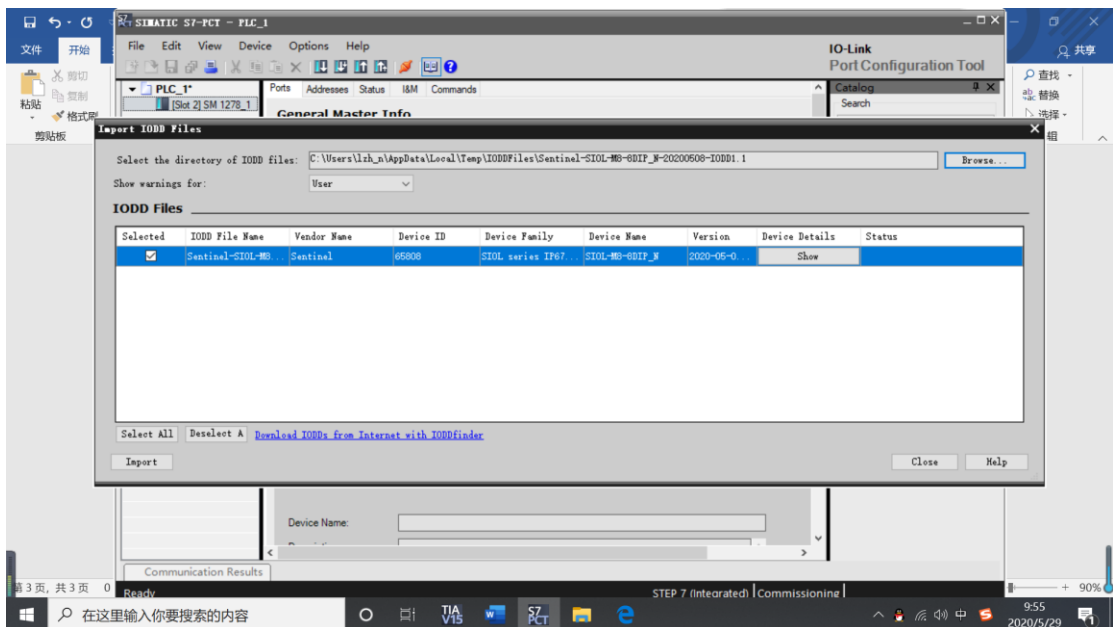 SIMATIC S7-PCT - PLC_1
文件 开始
File Edit View Device Options Help
IO-Link
Port Configuration Tool
共享
剪切
复制
粘贴
格式刷
剪贴板
PLC_1*
[Slot 2] SM 1278_1
Ports Addresses Status I&M Commands
General Master Info
Catalog
Search
查找
替换
选择
Import IODD Files
Select the directory of IODD files: C:\Users\lzh_n\AppData\Local\Temp\IODDFiles\Sentinel-SIOL-M8-8DIP_N-20200508-IODD1.1 Browse...
Show warnings for: User
IODD Files
Selected IODD File Name Vendor Name Device ID Device Family Device Name Version Device Details Status
Sentinel-SIOL-M8... Sentinel 65808 SIOL series IP67... SIOL-M8-8DIP_N 2020-05-0... Show
Select All Deselect A Download IODDs from Internet with IODDfinder
Import Close Help
Device Name:
Communication Results
第3页, 共3页 0
Ready STEP 7 (Integrated) Commissioning
90%
在这里输入你要搜索的内容
TIA V15
S7 PCT
中
9:55
2020/5/29